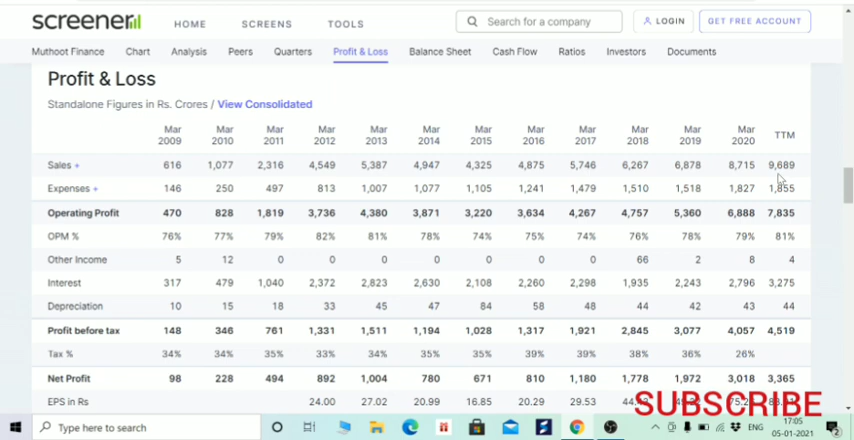 screener
HOME SCREENS TOOLS Search for a company LOGIN GET FREE ACCOUNT
Muthoot Finance Chart Analysis Peers Quarters Profit & Loss Balance Sheet Cash Flow Ratios Investors Documents
Profit & Loss
Standalone Figures in Rs. Crores / View Consolidated
Mar 2009 Mar 2010 Mar 2011 Mar 2012 Mar 2013 Mar 2014 Mar 2015 Mar 2016 Mar 2017 Mar 2018 Mar 2019 Mar 2020 TTM
Sales + 616 1,077 2,316 4,549 5,387 4,947 4,325 4,875 5,746 6,267 6,878 8,715 9,689
Expenses + 146 250 497 813 1,007 1,077 1,105 1,241 1,479 1,510 1,518 1,827 1,855
Operating Profit 470 828 1,819 3,736 4,380 3,871 3,220 3,634 4,267 4,757 5,360 6,888 7,835
OPM % 76% 77% 79% 82% 81% 78% 74% 75% 74% 76% 78% 79% 81%
Other Income 5 12 0 0 0 0 0 0 0 66 2 8 4
Interest 317 479 1,040 2,372 2,823 2,630 2,108 2,260 2,298 1,935 2,243 2,796 3,275
Depreciation 10 15 18 33 45 47 84 58 48 44 42 43 44
Profit before tax 148 346 761 1,331 1,511 1,194 1,028 1,317 1,921 2,845 3,077 4,057 4,519
Tax % 34% 34% 35% 33% 34% 35% 35% 39% 39% 38% 36% 26%
Net Profit 98 228 494 892 1,004 780 671 810 1,180 1,778 1,972 3,018 3,365
EPS in Rs 24.00 27.02 20.99 16.85 20.29 29.53
SUBSCRIBE
Type here to search
ENG
17:05
05-01-2021
2